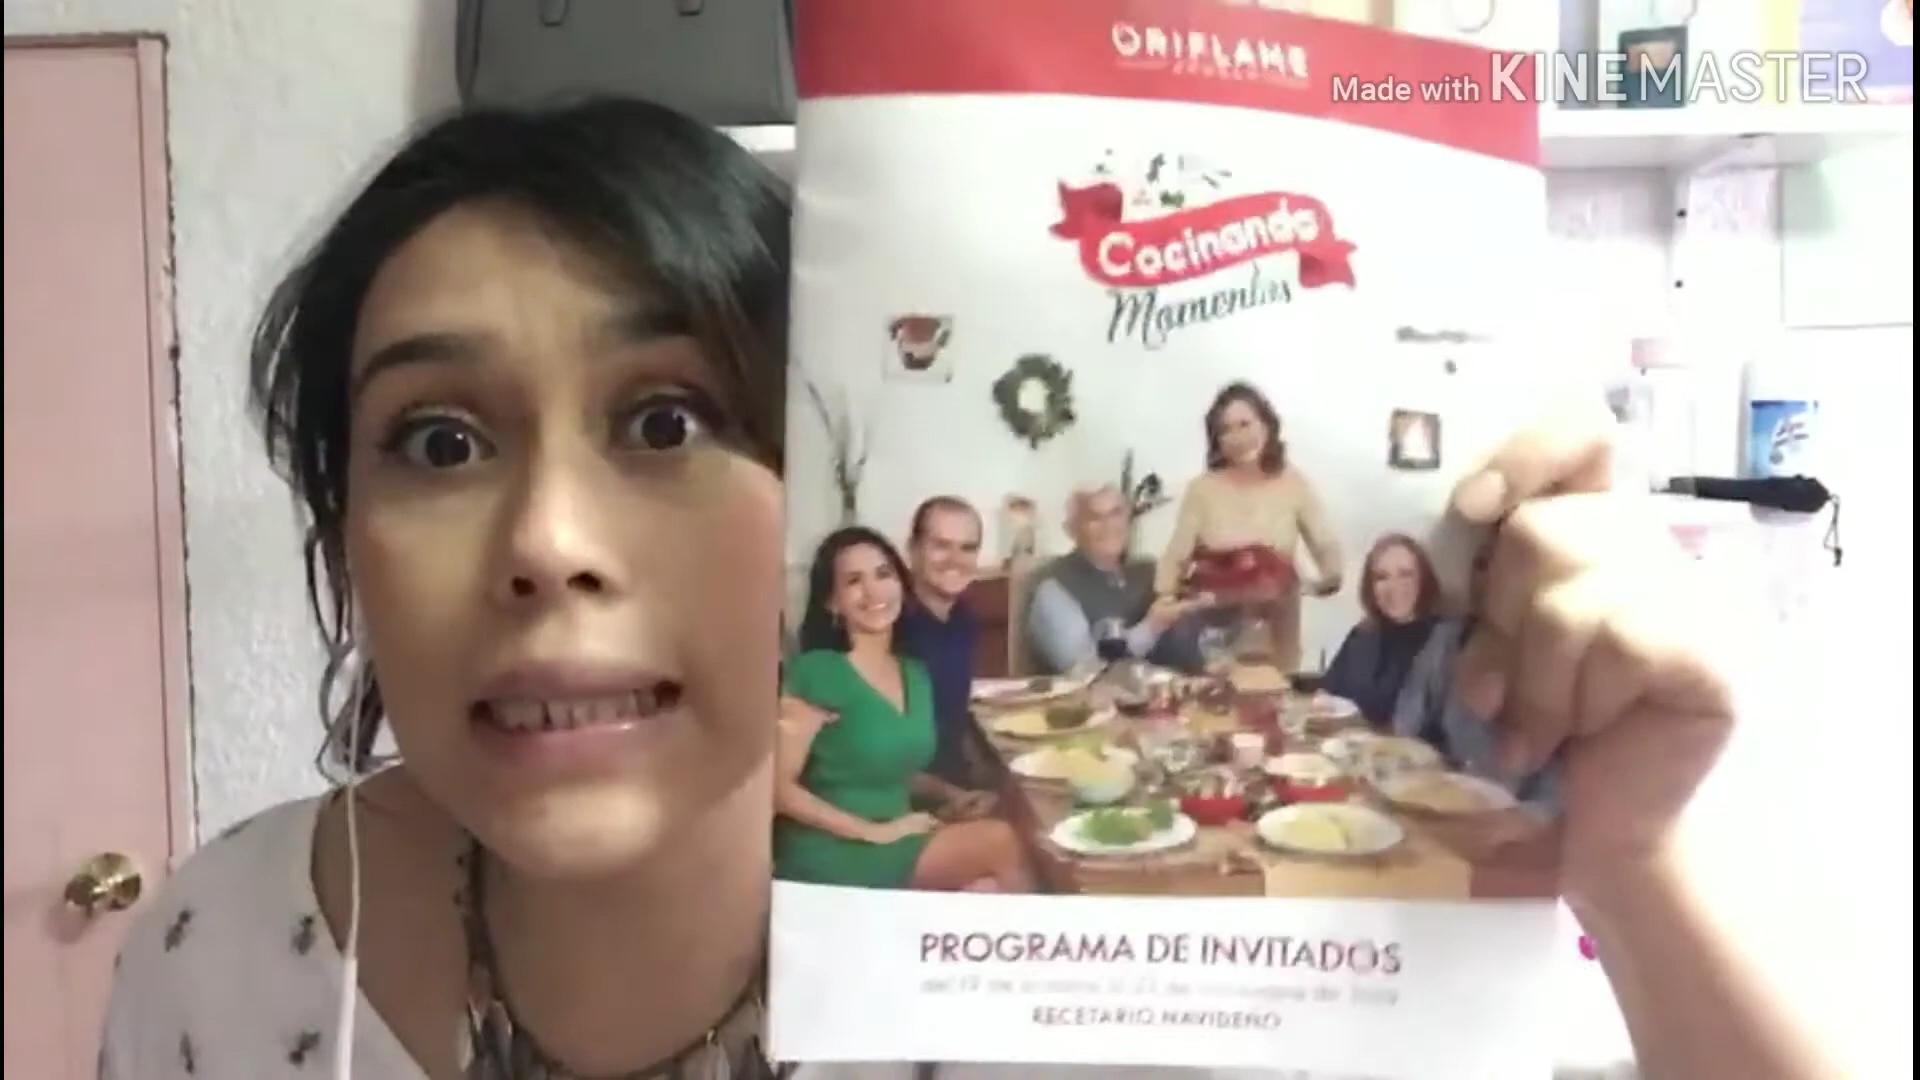 ORIFLAME
Made with KINEMASTER
Cocinando
Momentos
PROGRAMA DE INVITADOS
RECETARIO NAVIDEÑO